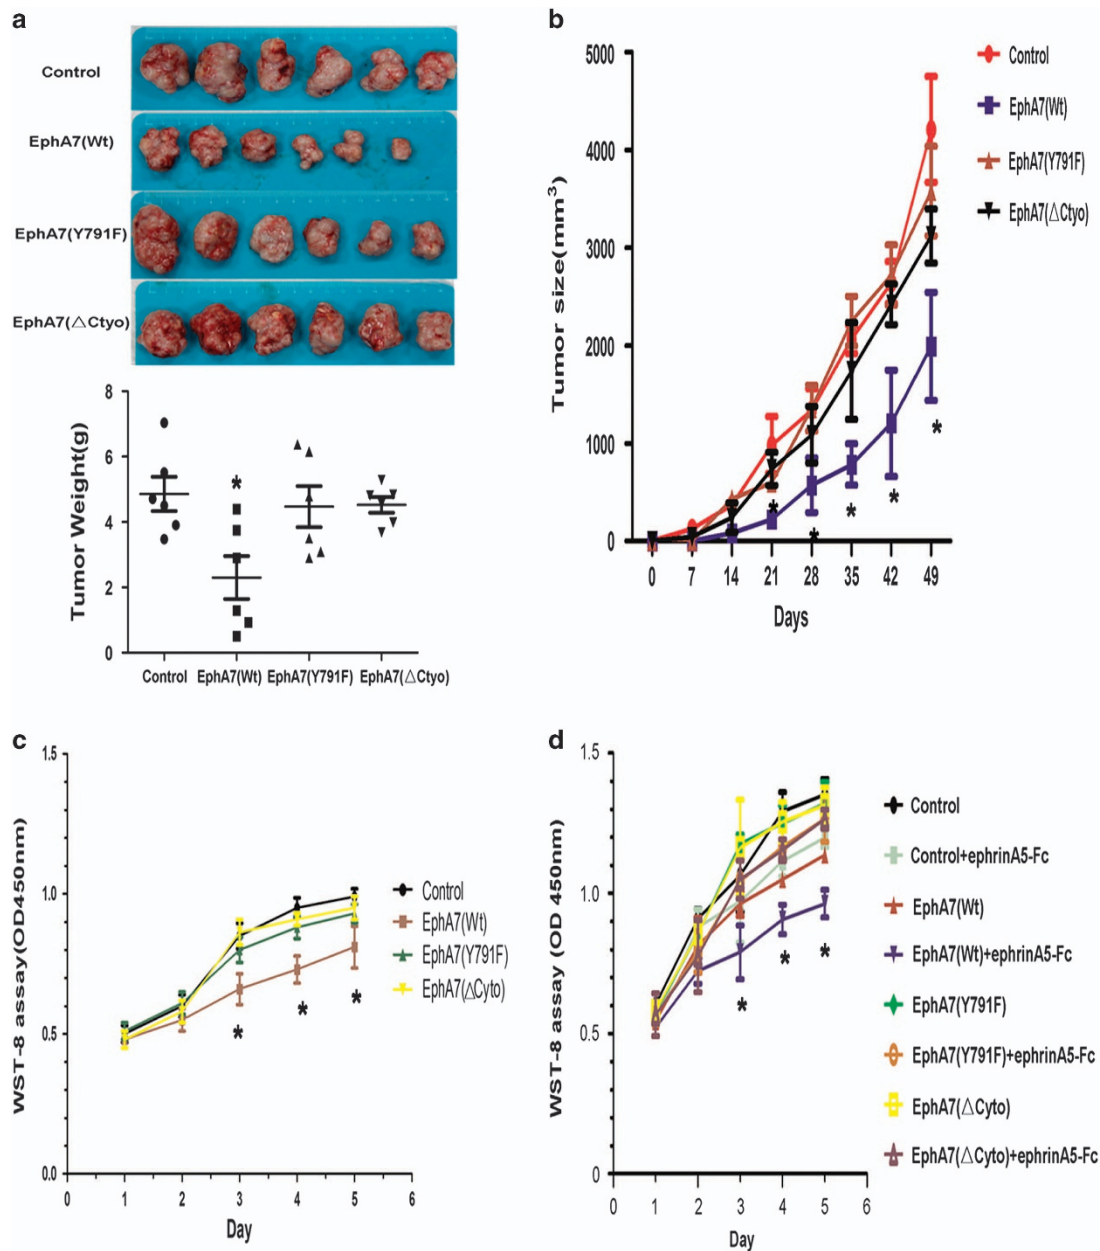 a
Control
EphA7(Wt)
EphA7(Y791F)
EphA7(△Ctyo)
8
6
4
2
0
Tumor Weight(g)
*
Control EphA7(Wt) EphA7(Y791F) EphA7(△Ctyo)
b
5000
4000
3000
2000
1000
0
Tumor size(mm³)
* * * * *
0 7 14 21 28 35 42 49
Days
Control
EphA7(Wt)
EphA7(Y791F)
EphA7(△Ctyo)
c
1.5
1.0
0.5
0.0
WST-8 assay(OD450nm)
* * *
0 1 2 3 4 5 6
Day
Control
EphA7(Wt)
EphA7(Y791F)
EphA7(△Cyto)
d
1.5
1.0
0.5
0
WST-8 assay (OD 450nm)
* * *
0 1 2 3 4 5 6
Day
Control
Control+ephrinA5-Fc
EphA7(Wt)
EphA7(Wt)+ephrinA5-Fc
EphA7(Y791F)
EphA7(Y791F)+ephrinA5-Fc
EphA7(△Cyto)
EphA7(△Cyto)+ephrinA5-Fc